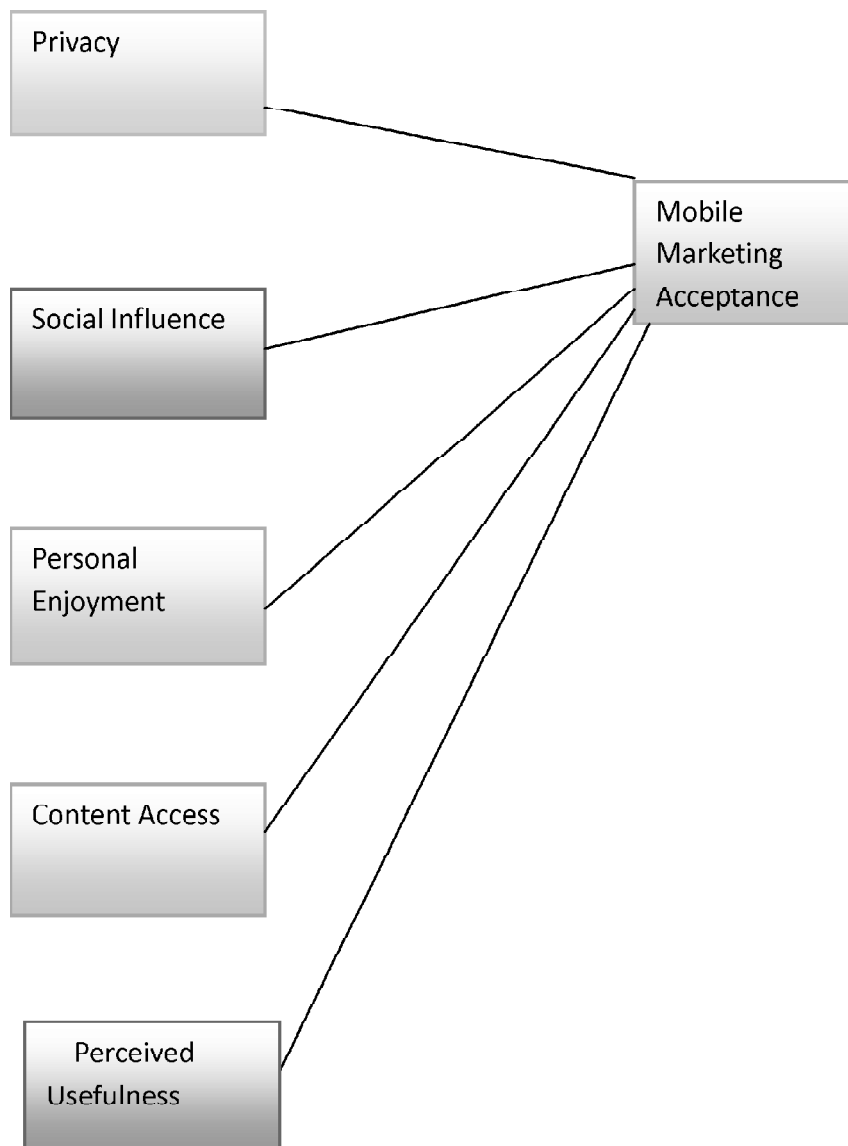 Privacy
Mobile
Marketing
Acceptance
Social Influence
Personal
Enjoyment
Content Access
Perceived
Usefulness